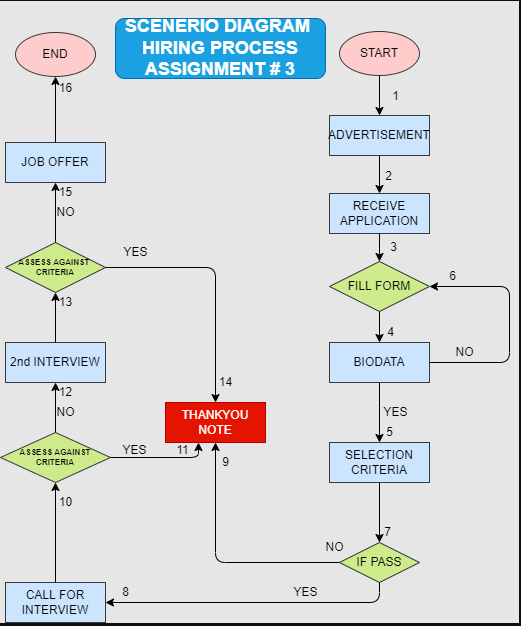 SCENERIO DIAGRAM
HIRING PROCESS
ASSIGNMENT # 3
START
1
ADVERTISEMENT
2
RECEIVE
APPLICATION
3
FILL FORM
6
4
BIODATA
NO
YES
5
SELECTION
CRITERIA
7
IF PASS
NO
9
YES
8
CALL FOR
INTERVIEW
10
ASSESS AGAINST
CRITERIA
YES
11
THANKYOU
NOTE
NO
12
2nd INTERVIEW
13
ASSESS AGAINST
CRITERIA
YES
14
NO
15
JOB OFFER
16
END